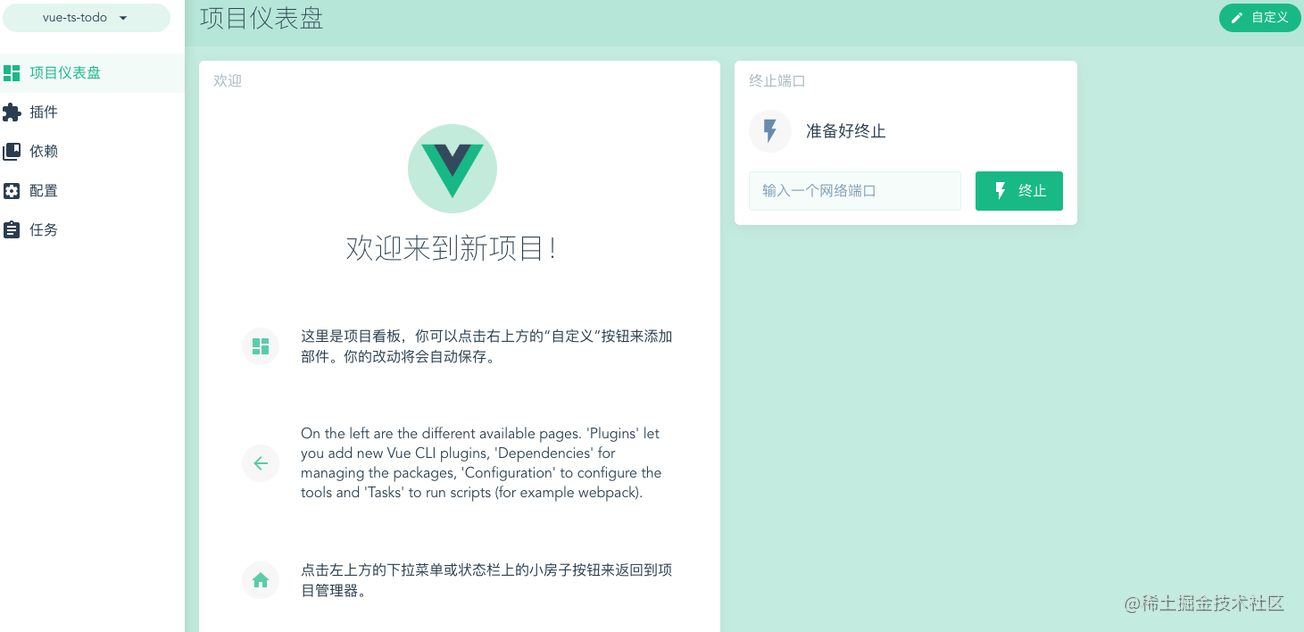 vue-ts-todo
项目仪表盘
插件
依赖
配置
任务
项目仪表盘
自定义
欢迎
欢迎来到新项目！
这里是项目看板，你可以点击右上方的“自定义”按钮来添加
部件。你的改动将会自动保存。
On the left are the different available pages. 'Plugins' let
you add new Vue CLI plugins, 'Dependencies' for
managing the packages, 'Configuration' to configure the
tools and 'Tasks' to run scripts (for example webpack).
点击左上方的下拉菜单或状态栏上的小房子按钮来返回到项
目管理器。
终止端口
准备好终止
输入一个网络端口
终止
@稀土掘金技术社区